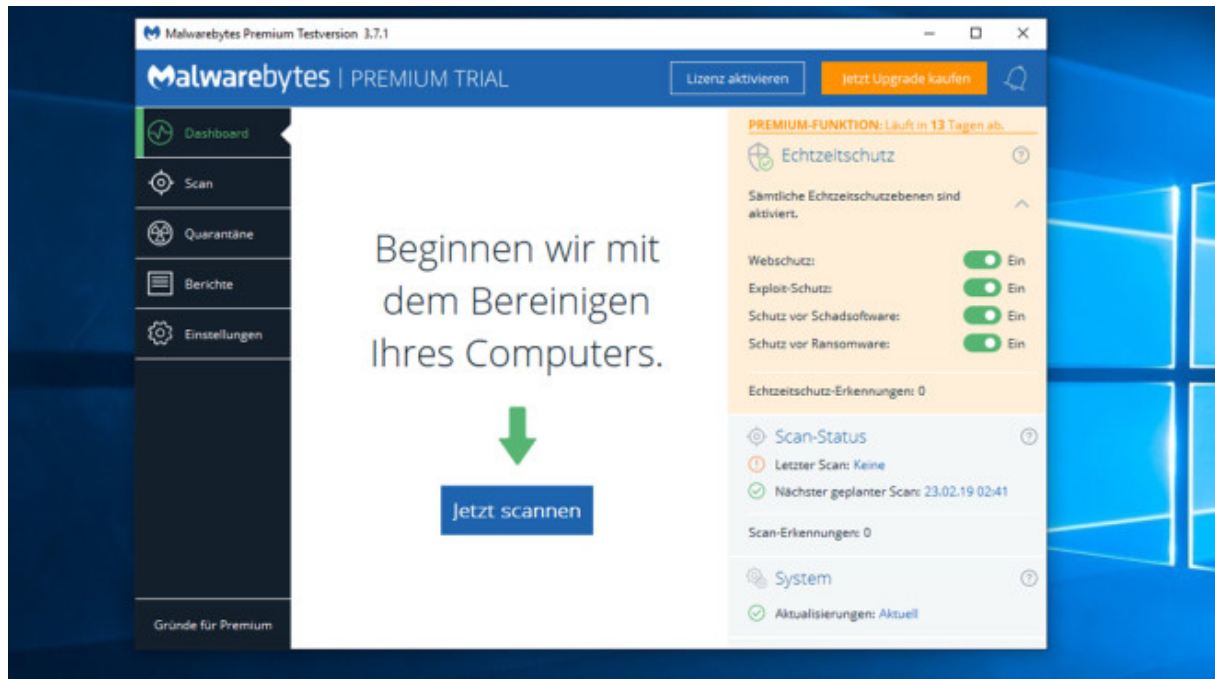 Malwarebytes Premium Testversion 3.7.1
Malwarebytes | PREMIUM TRIAL
Lizenz aktivieren
Jetzt Upgrade kaufen
Dashboard
Scan
Quarantäne
Berichte
Einstellungen
Gründe für Premium
Beginnen wir mit
dem Bereinigen
Ihres Computers.
Jetzt scannen
PREMIUM-FUNKTION: Läuft in 13 Tagen ab.
Echtzeitschutz
Sämtliche Echtzeitschutzebenen sind
aktiviert.
Webschutz: Ein
Exploit-Schutz: Ein
Schutz vor Schadsoftware: Ein
Schutz vor Ransomware: Ein
Echtzeitschutz-Erkennungen: 0
Scan-Status
Letzter Scan: Keine
Nächster geplanter Scan: 23.02.19 02:41
Scan-Erkennungen: 0
System
Aktualisierungen: Aktuell